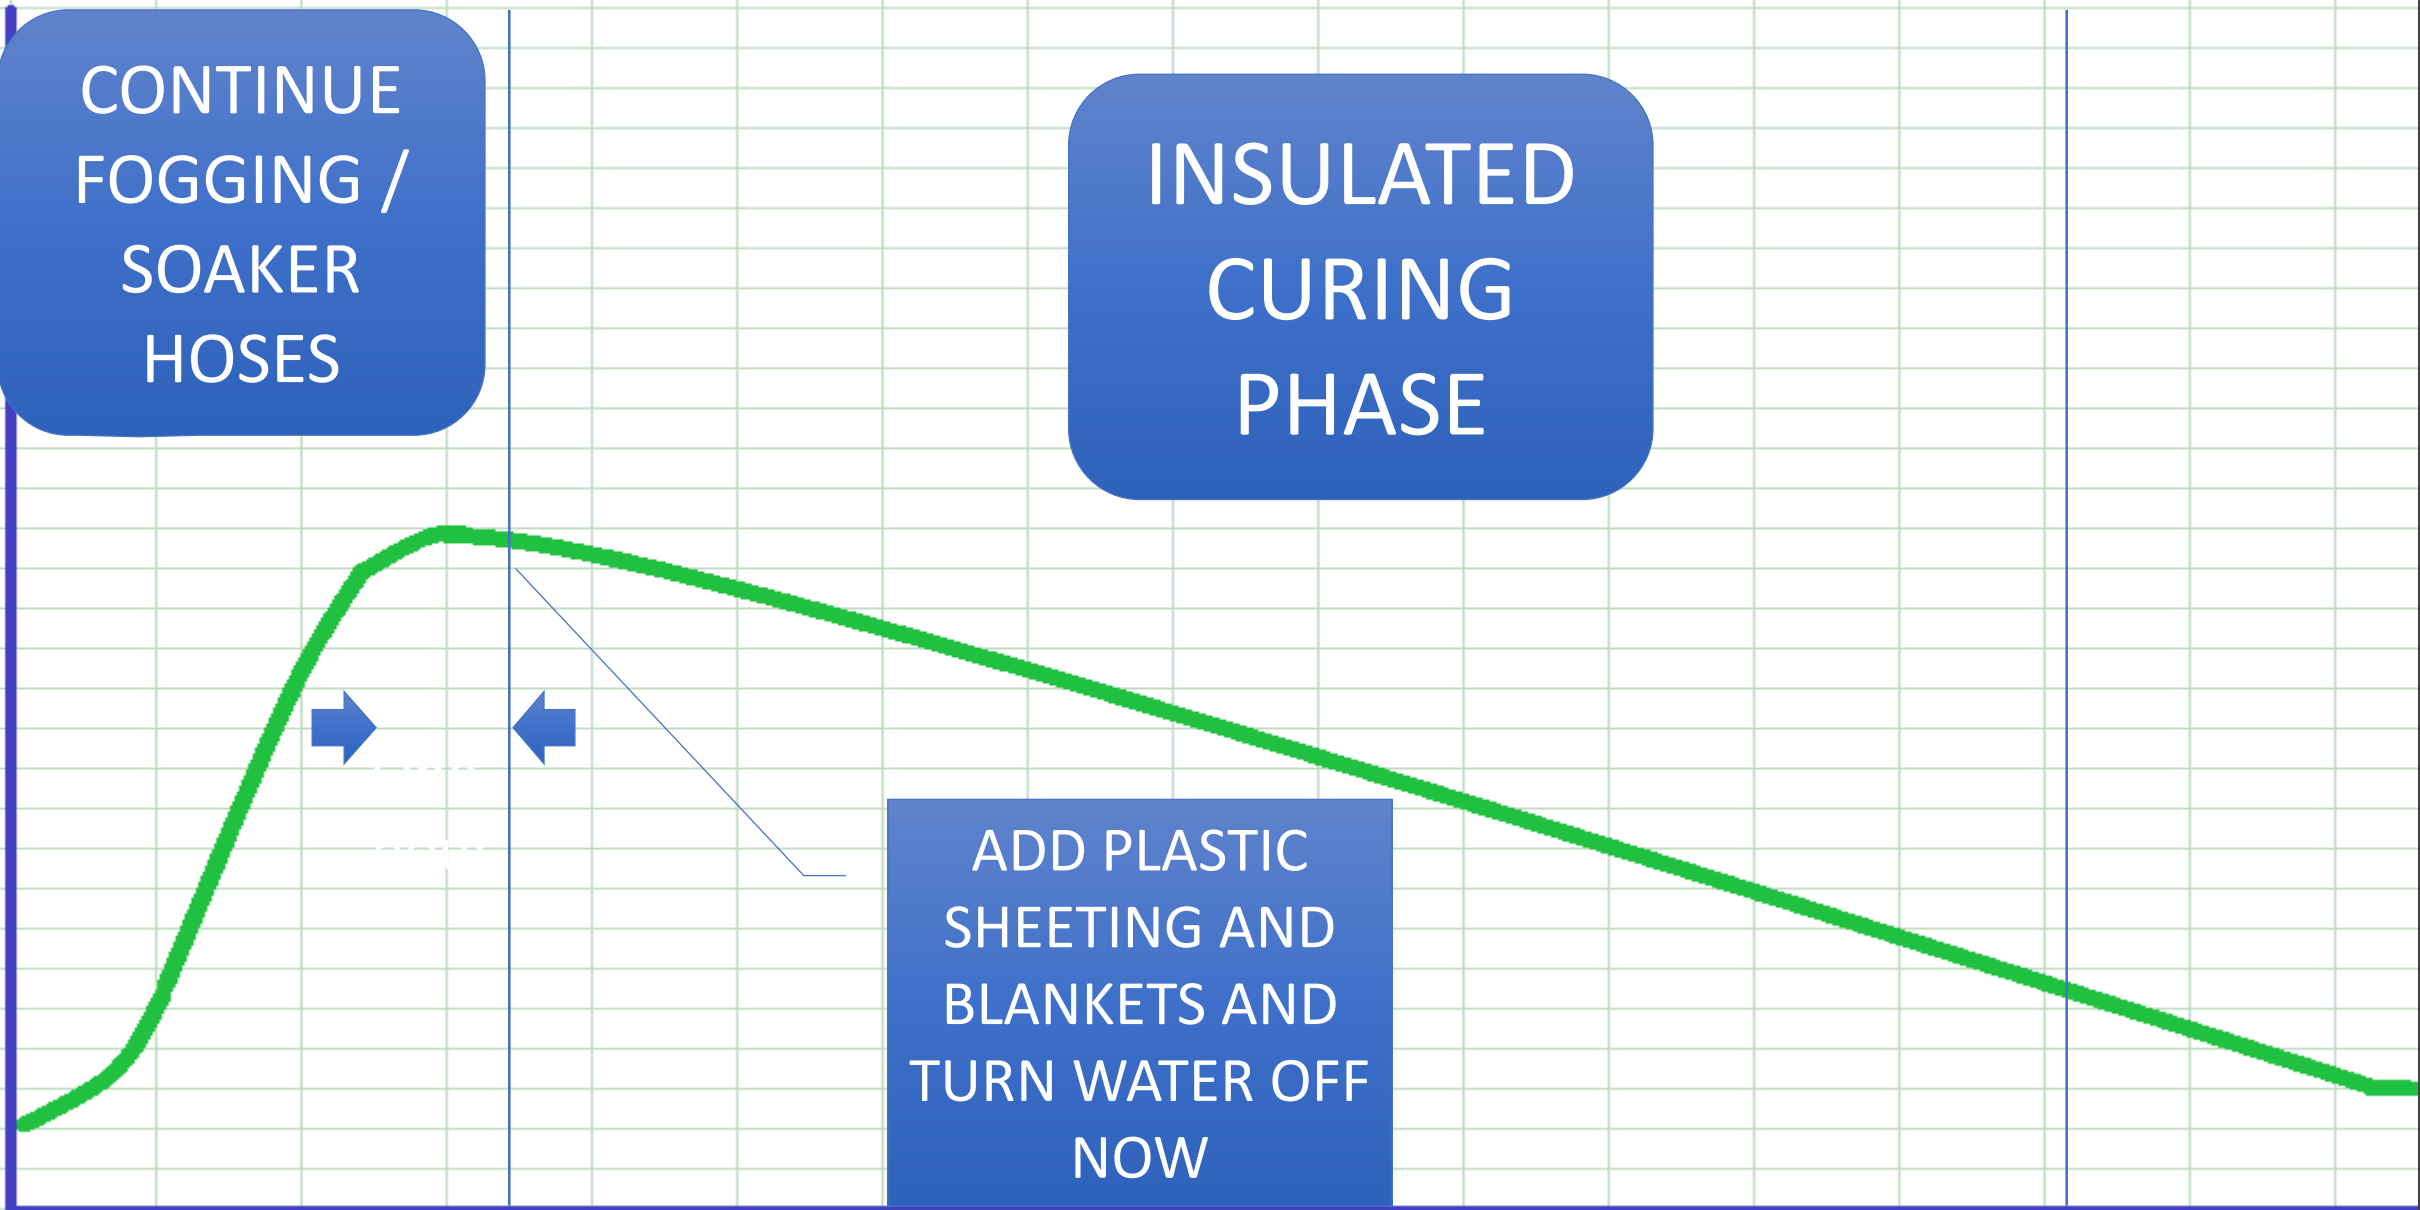 CONTINUE
FOGGING /
SOAKER
HOSES
INSULATED
CURING
PHASE
ADD PLASTIC
SHEETING AND
BLANKETS AND
TURN WATER OFF
NOW